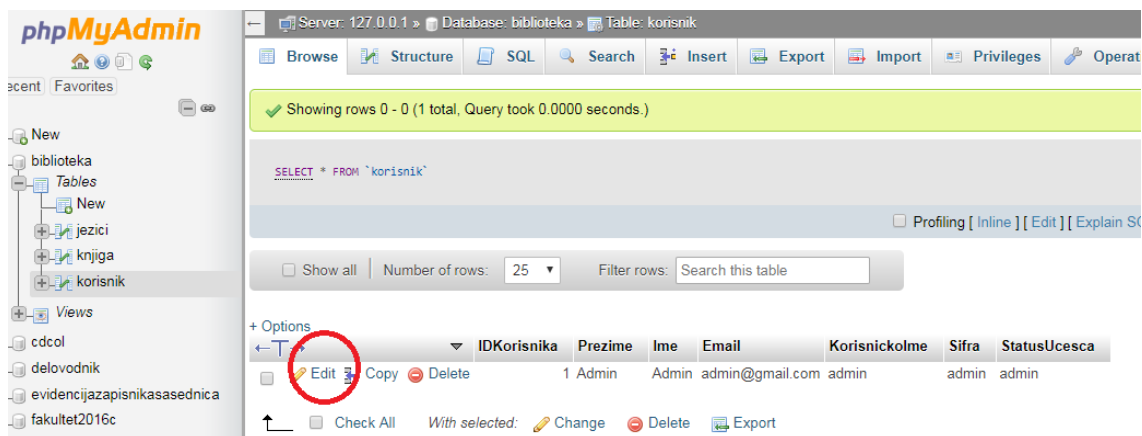 phpMyAdmin
Server: 127.0.0.1 » Database: biblioteka » Table: korisnik
Browse Structure SQL Search Insert Export Import Privileges Operat
ecent Favorites
Showing rows 0 - 0 (1 total, Query took 0.0000 seconds.)
New
biblioteka
Tables
New
jezici
knjiga
korisnik
Views
cdcol
delovodnik
evidencijazapisnikasasednica
fakultet2016c
SELECT * FROM `korisnik`
Profiling [ Inline ] [ Edit ] [ Explain SQ
Show all Number of rows: 25 Filter rows: Search this table
+ Options
←T→ IDKorisnika Prezime Ime Email KorisnickoIme Sifra StatusUcesca
Edit Copy Delete 1 Admin Admin admin@gmail.com admin admin admin
Check All With selected: Change Delete Export